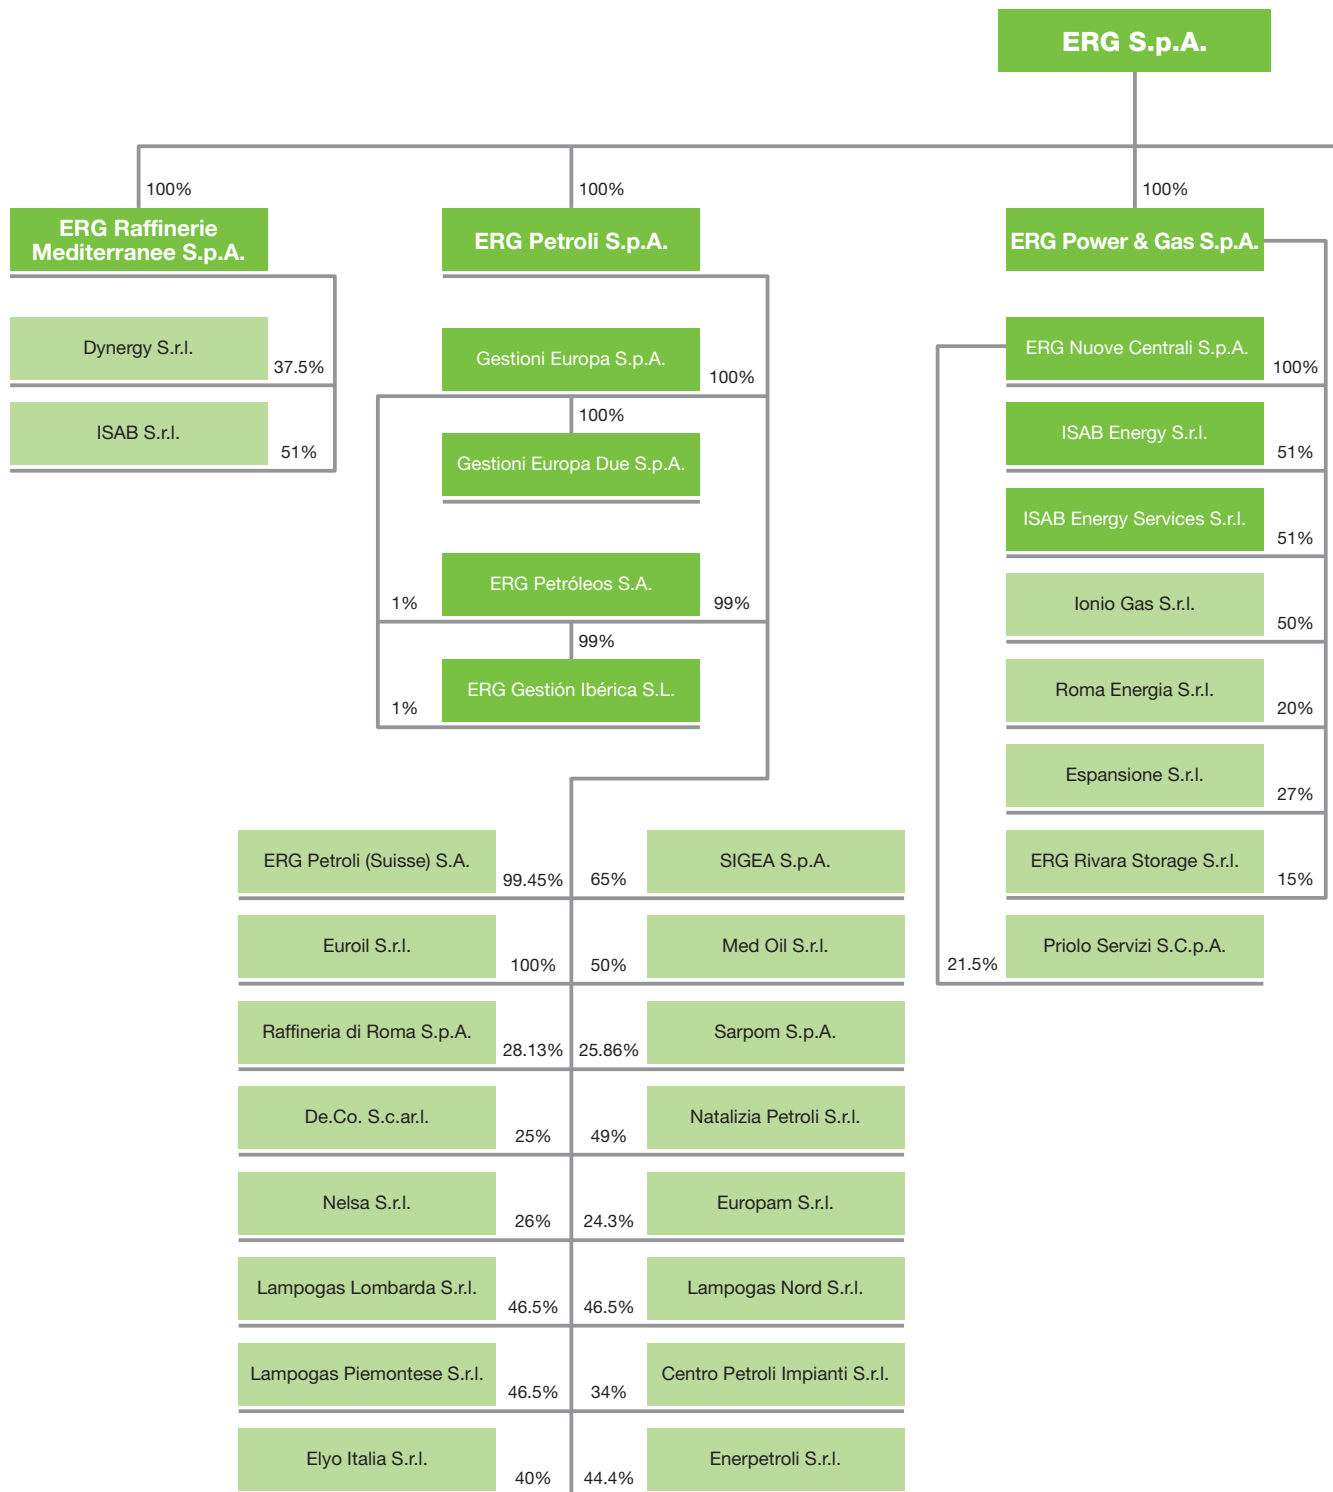 ERG S.p.A.
100%
100%
100%
ERG Raffinerie
Mediterranee S.p.A.
ERG Petroli S.p.A.
ERG Power & Gas S.p.A.
Dynergy S.r.l.
37.5%
ISAB S.r.l.
51%
Gestioni Europa S.p.A.
100%
100%
Gestioni Europa Due S.p.A.
ERG Petróleos S.A.
1%
99%
99%
ERG Gestión Ibérica S.L.
1%
ERG Nuove Centrali S.p.A.
100%
ISAB Energy S.r.l.
51%
ISAB Energy Services S.r.l.
51%
Ionio Gas S.r.l.
50%
Roma Energia S.r.l.
20%
Espansione S.r.l.
27%
ERG Rivara Storage S.r.l.
15%
Priolo Servizi S.C.p.A.
21.5%
ERG Petroli (Suisse) S.A.
99.45%
65%
SIGEA S.p.A.
Euroil S.r.l.
100%
50%
Med Oil S.r.l.
Raffineria di Roma S.p.A.
28.13%
25.86%
Sarpom S.p.A.
De.Co. S.c.ar.l.
25%
49%
Natalizia Petroli S.r.l.
Nelsa S.r.l.
26%
24.3%
Europam S.r.l.
Lampogas Lombarda S.r.l.
46.5%
46.5%
Lampogas Nord S.r.l.
Lampogas Piemontese S.r.l.
46.5%
34%
Centro Petroli Impianti S.r.l.
Elyo Italia S.r.l.
40%
44.4%
Enerpetroli S.r.l.